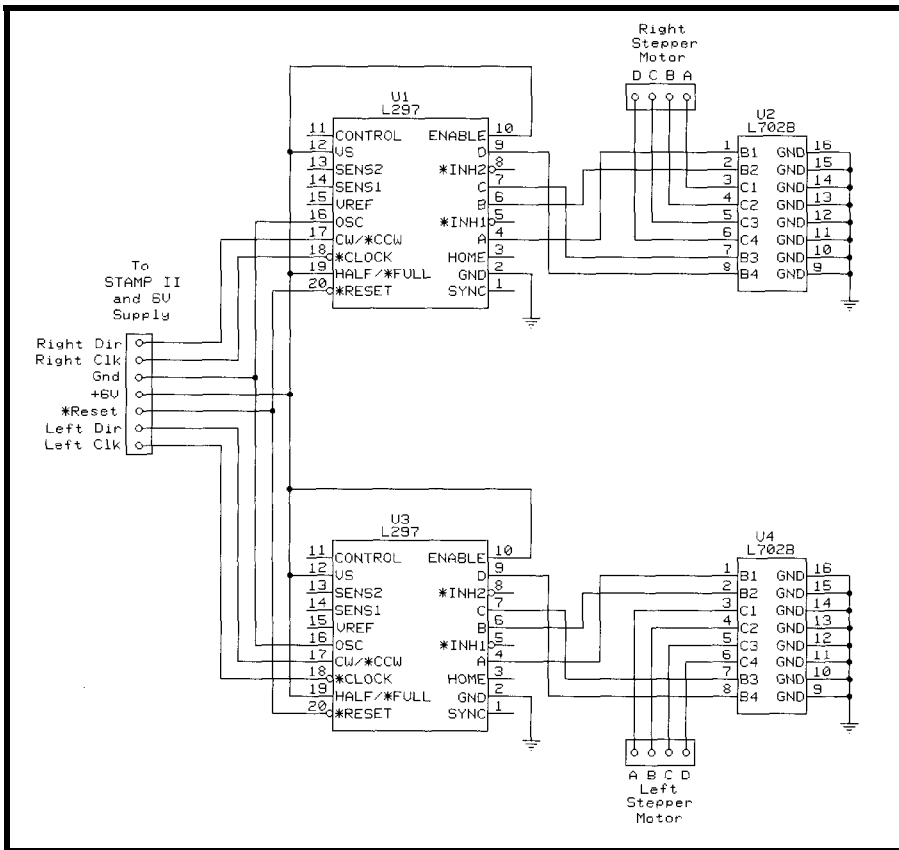 Right
Stepper
Motor
D C B A
U1
L297
11 CONTROL ENABLE 10
12 VS D 9
13 SENS2 *INH2 8
14 SENS1 C 7
15 VREF B 6
16 OSC *INH1 5
17 CW/*CCW A 4
18 *CLOCK HOME 3
19 HALF/*FULL GND 2
20 *RESET SYNC 1
U2
L702B
1 B1 GND 16
2 B2 GND 15
3 C1 GND 14
4 C2 GND 13
5 C3 GND 12
6 C4 GND 11
7 B3 GND 10
8 B4 GND 9
To
STAMP II
and 6V
Supply
Right Dir
Right Clk
Gnd
+6V
*Reset
Left Dir
Left Clk
U3
L297
11 CONTROL ENABLE 10
12 VS D 9
13 SENS2 *INH2 8
14 SENS1 C 7
15 VREF B 6
16 OSC *INH1 5
17 CW/*CCW A 4
18 *CLOCK HOME 3
19 HALF/*FULL GND 2
20 *RESET SYNC 1
U4
L702B
1 B1 GND 16
2 B2 GND 15
3 C1 GND 14
4 C2 GND 13
5 C3 GND 12
6 C4 GND 11
7 B3 GND 10
8 B4 GND 9
A B C D
Left
Stepper
Motor